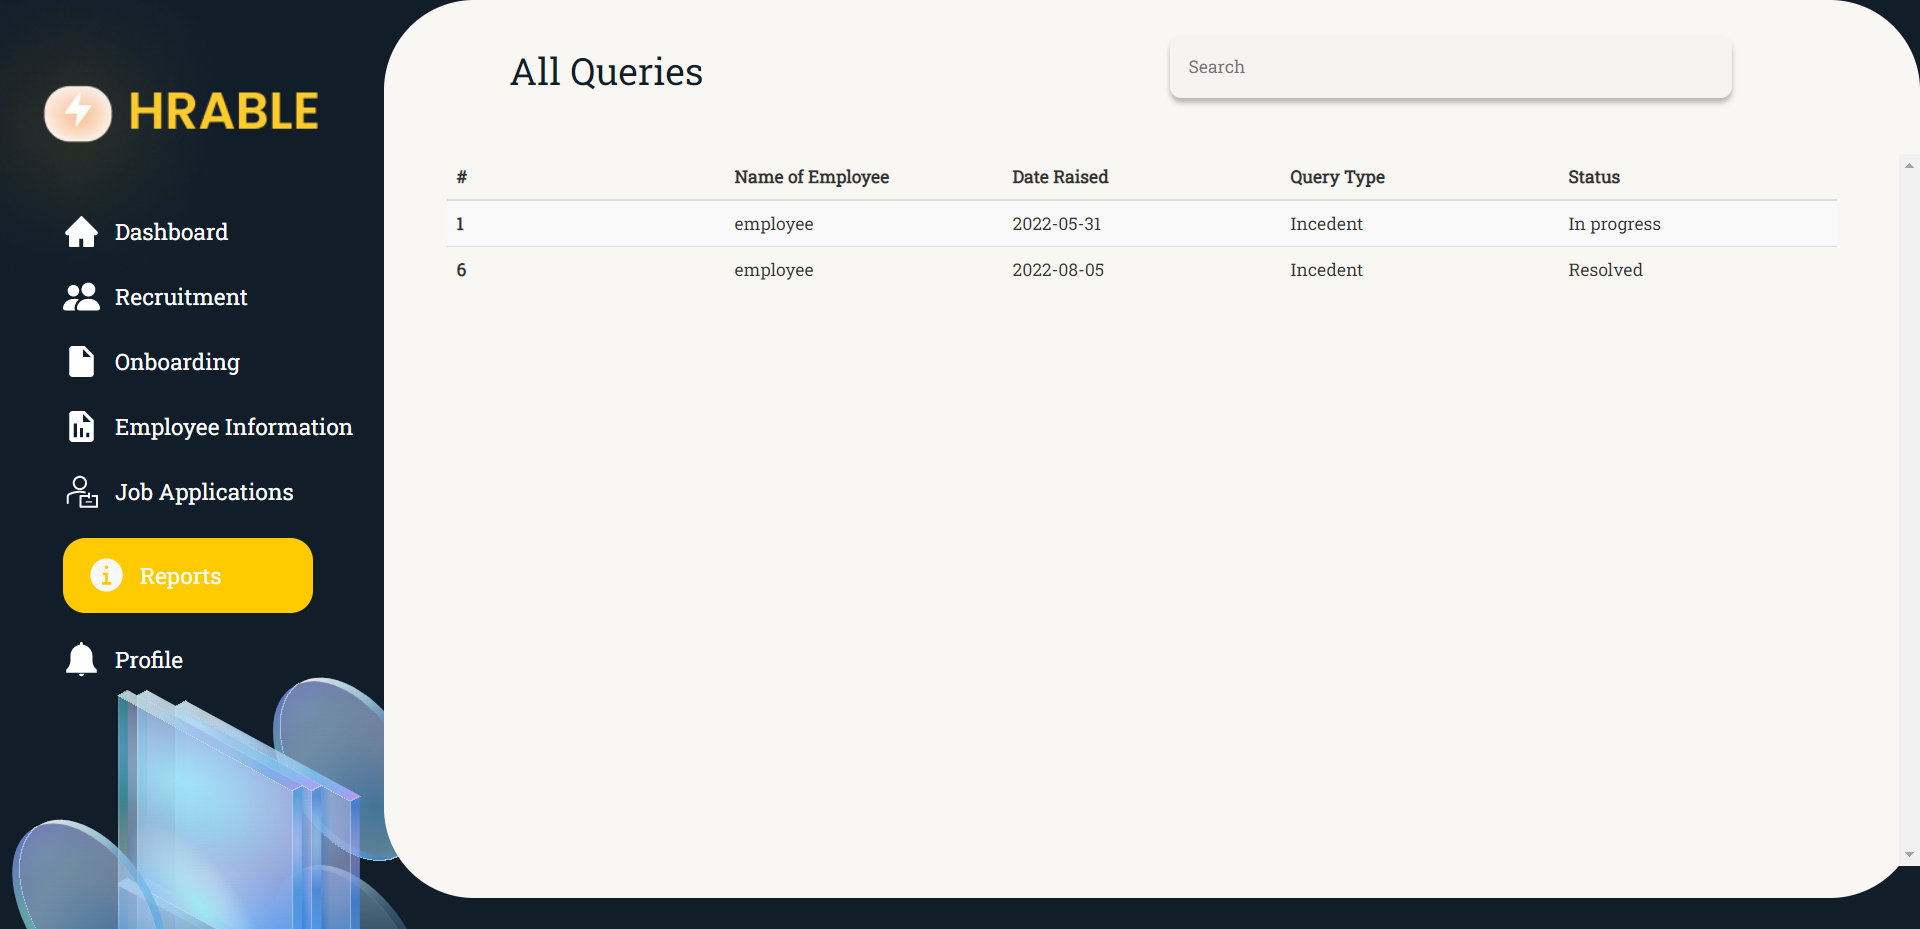 HRABLE
Dashboard
Recruitment
Onboarding
Employee Information
Job Applications
Reports
Profile
All Queries
Search
# Name of Employee Date Raised Query Type Status
1 employee 2022-05-31 Incedent In progress
6 employee 2022-08-05 Incedent Resolved